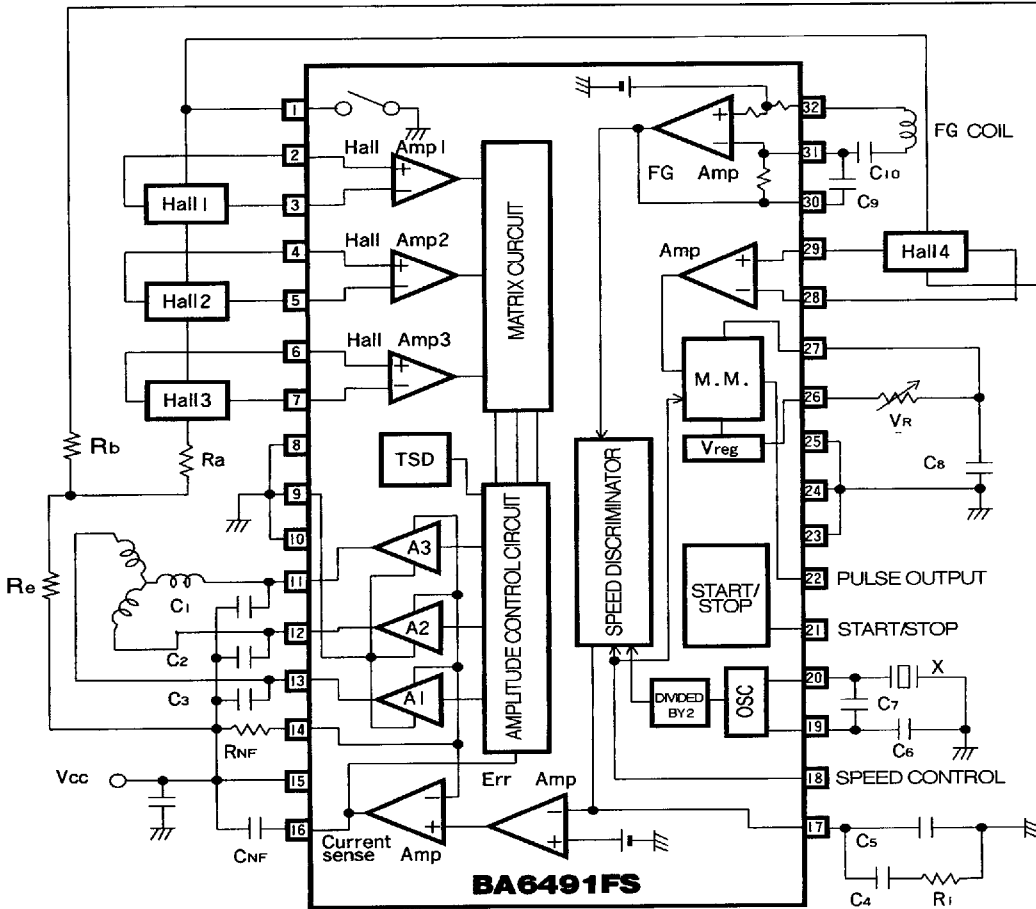 1
2
3
4
5
6
7
8
9
10
11
12
13
14
15
16
32
31
30
29
28
27
26
25
24
23
22
21
20
19
18
17
Hall Amp1
Hall Amp2
Hall Amp3
+
−
+
−
+
−
Hall1
Hall2
Hall3
Rb
Ra
Re
C1
C2
C3
RNF
Vcc
CNF
MATRIX CURCUIT
TSD
AMPLITUDE CONTROL CIRCUIT
A3
A2
A1
Current sense Amp
−
+
Err Amp
−
+
FG Amp
+
−
FG COIL
C10
C9
Amp
+
−
Hall4
M.M.
Vreg
VR
C8
SPEED DISCRIMINATOR
START/
STOP
PULSE OUTPUT
START/STOP
DIVIDED
BY2
OSC
X
C7
C6
SPEED CONTROL
C5
C4
R1
BA6491FS